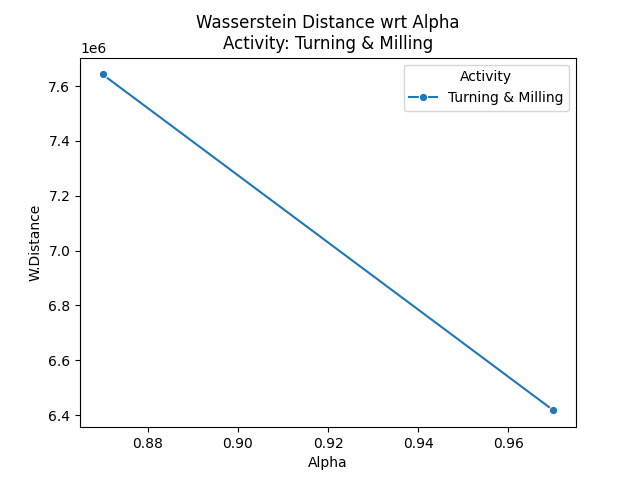 Wasserstein Distance wrt Alpha
Activity: Turning & Milling
1e6
Activity
Turning & Milling
7.6
7.4
7.2
7.0
6.8
6.6
6.4
W.Distance
0.88 0.90 0.92 0.94 0.96
Alpha